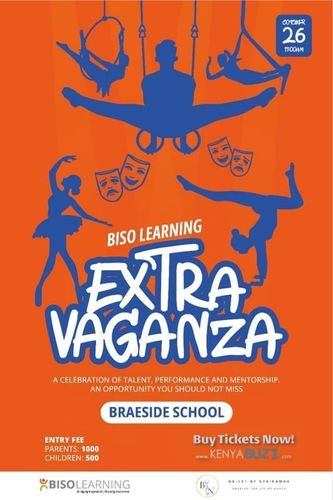 OCTOBER
26
11:00AM
BISO LEARNING
EXTRA
VAGANZA
A CELEBRATION OF TALENT, PERFORMANCE AND MENTORSHIP.
AN OPPORTUNITY YOU SHOULD NOT MISS
BRAESIDE SCHOOL
ENTRY FEE
PARENTS: 1000
CHILDREN: 500
Buy Tickets Now!
www.KENYABUZZ.com
BISOLEARNING